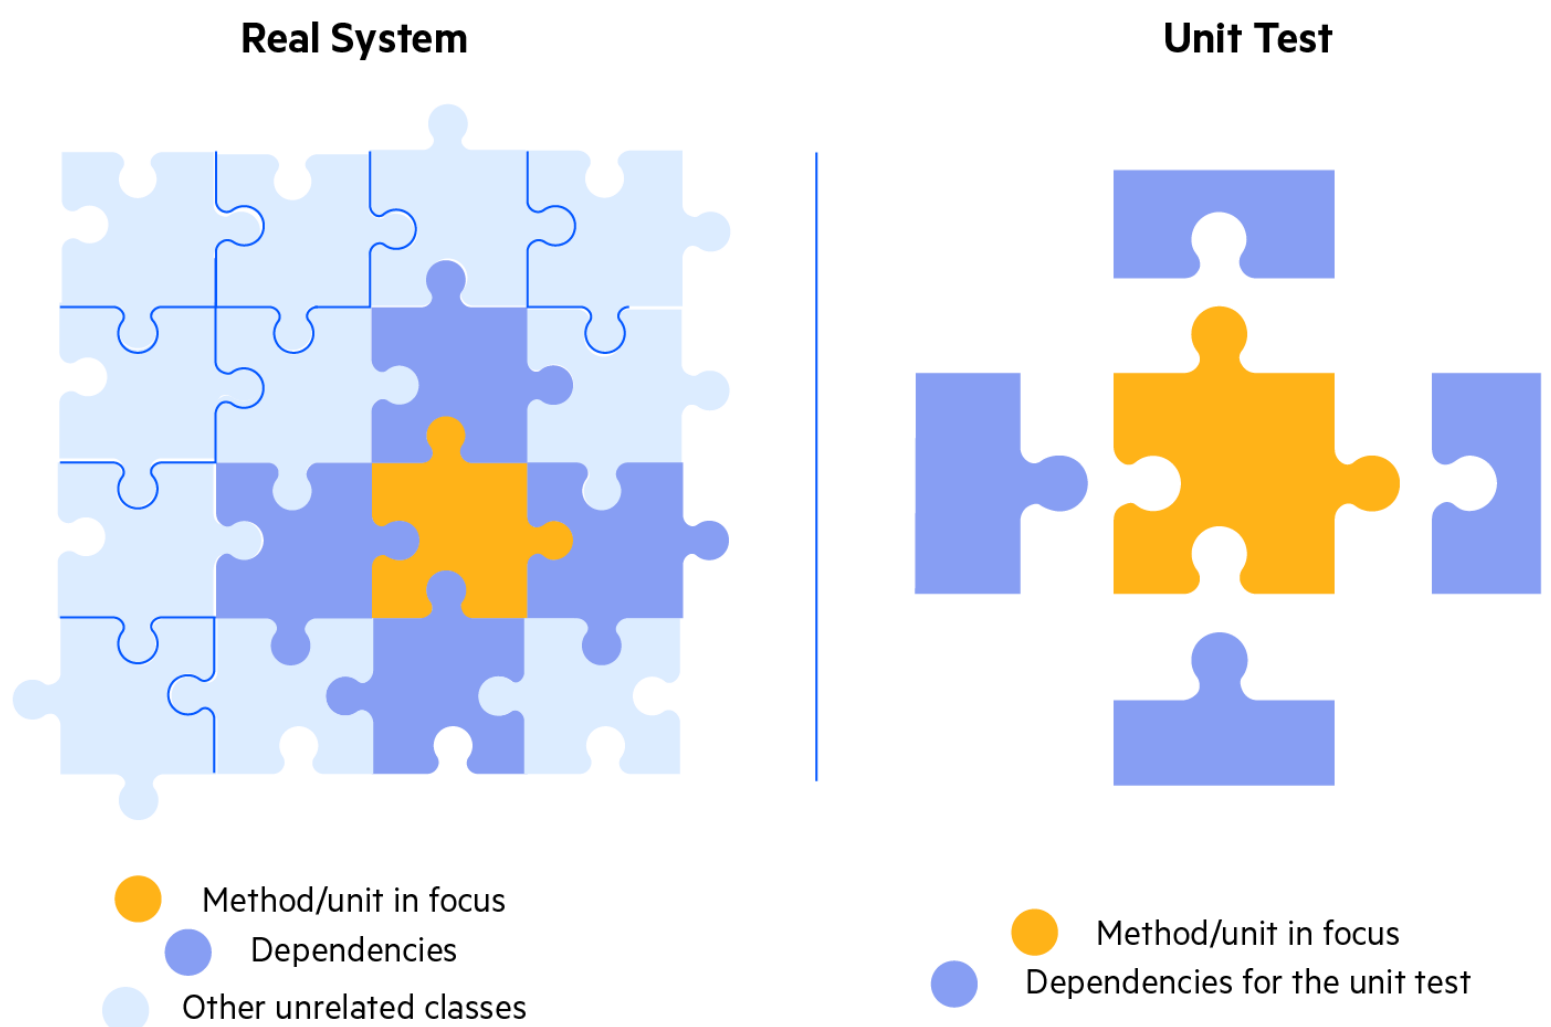 Real System
Unit Test
Method/unit in focus
Dependencies
Other unrelated classes
Method/unit in focus
Dependencies for the unit test